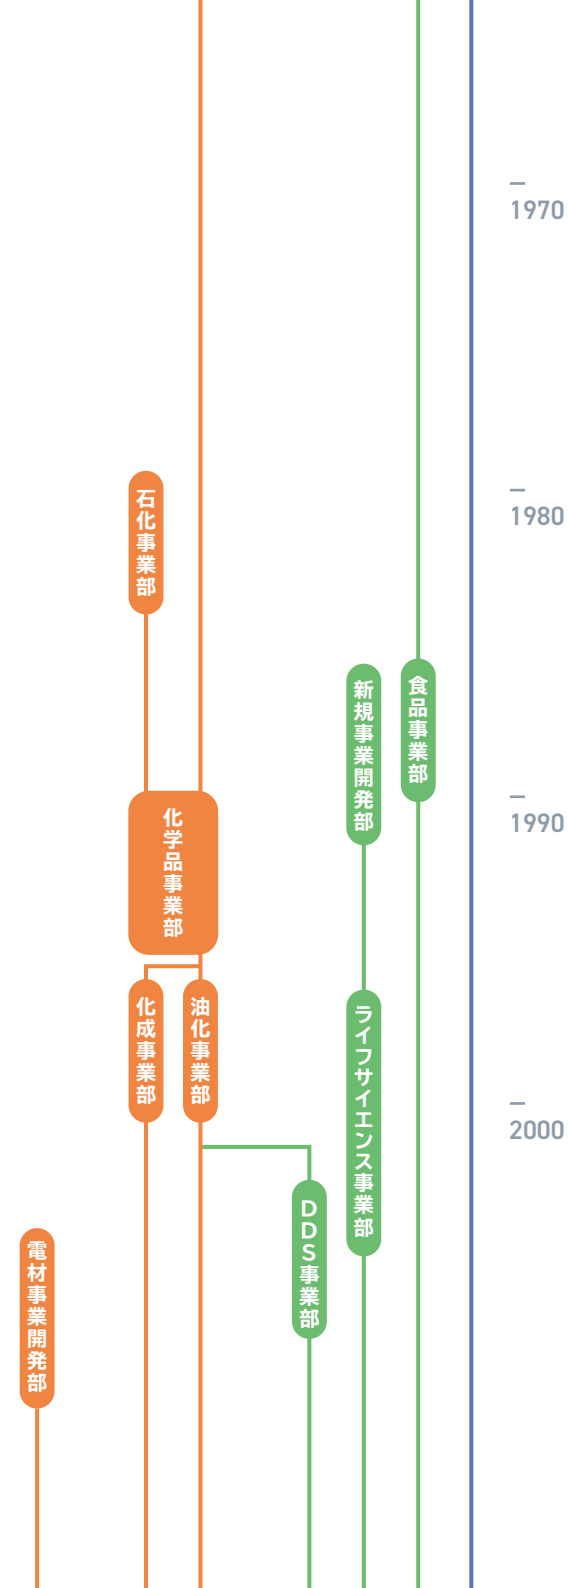 1970
1980
石化事業部
食品事業部
新規事業開発部
1990
化学品事業部
油化事業部
化成事業部
ライフサイエンス事業部
2000
DDS事業部
電材事業開発部